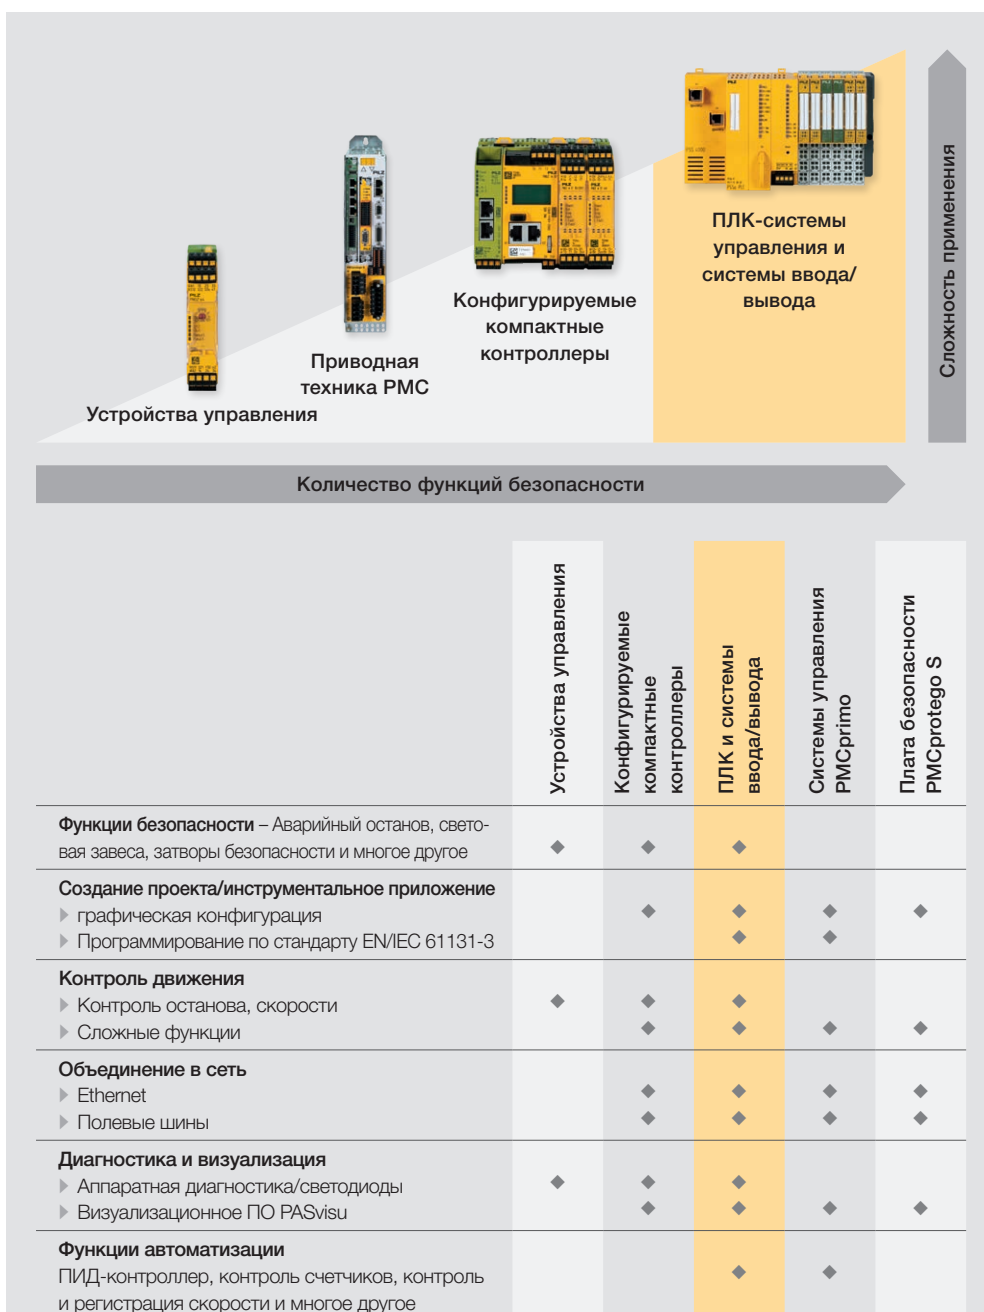 ПЛК-системы
управления и
системы ввода/
вывода
Конфигурируемые
компактные
контроллеры
Приводная
техника PMC
Устройства управления
Сложность применения
Количество функций безопасности
Устройства управления
Конфигурируемые
компактные
контроллеры
ПЛК и системы
ввода/вывода
Системы управления
PMCprimo
Плата безопасности
PMCprotego S
Функции безопасности – Аварийный останов, свето-
вая завеса, затворы безопасности и многое другое
Создание проекта/инструментальное приложение
графическая конфигурация
Программирование по стандарту EN/IEC 61131-3
Контроль движения
Контроль останова, скорости
Сложные функции
Объединение в сеть
Ethernet
Полевые шины
Диагностика и визуализация
Аппаратная диагностика/светодиоды
Визуализационное ПО PASvisu
Функции автоматизации
ПИД-контроллер, контроль счетчиков, контроль
и регистрация скорости и многое другое